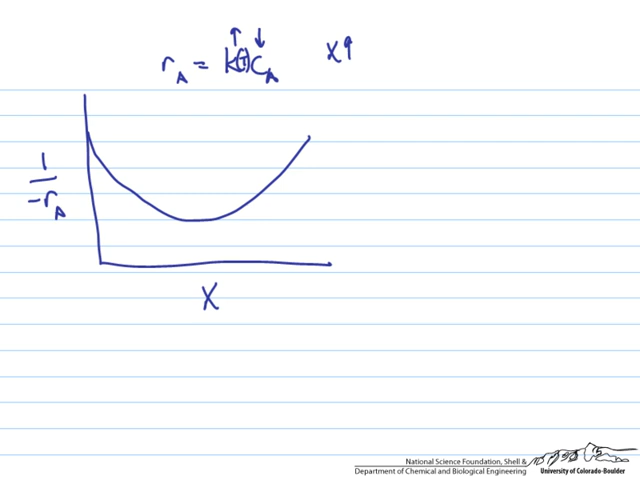 r_A = k(T)C_A X↑
↑ ↓
1
-r_A
X
National Science Foundation, Shell &
Department of Chemical and Biological Engineering
University of Colorado-Boulder